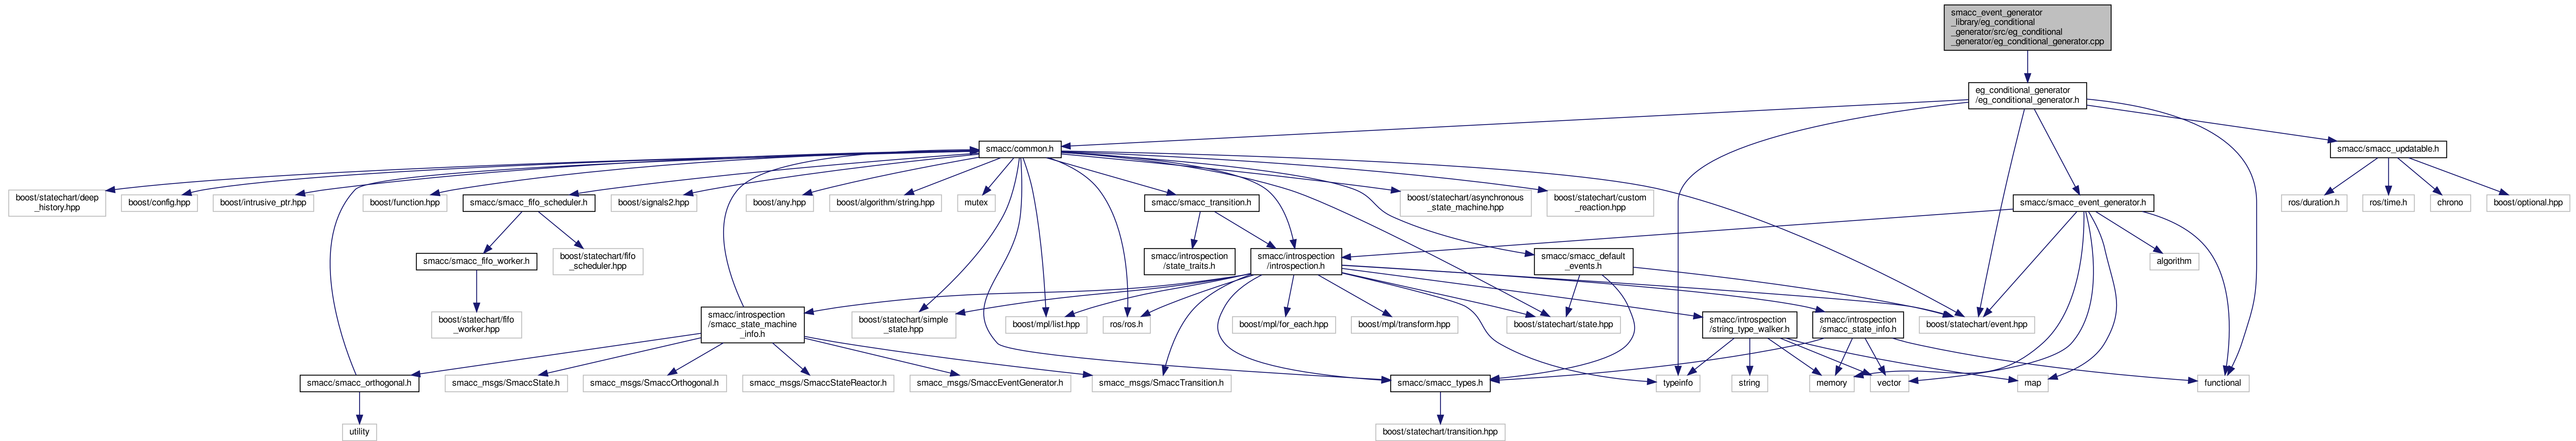 smacc_event_generator
_library/eg_conditional
_generator/src/eg_conditional
_generator/eg_conditional_generator.cpp
eg_conditional_generator
/eg_conditional_generator.h
smacc/common.h
smacc/smacc_updatable.h
boost/statechart/deep
_history.hpp
boost/config.hpp
boost/intrusive_ptr.hpp
boost/function.hpp
smacc/smacc_fifo_scheduler.h
boost/signals2.hpp
boost/any.hpp
boost/algorithm/string.hpp
mutex
smacc/smacc_transition.h
boost/statechart/asynchronous
_state_machine.hpp
boost/statechart/custom
_reaction.hpp
smacc/smacc_event_generator.h
ros/duration.h
ros/time.h
chrono
boost/optional.hpp
smacc/smacc_fifo_worker.h
boost/statechart/fifo
_scheduler.hpp
smacc/introspection
/state_traits.h
smacc/introspection
/introspection.h
smacc/smacc_default
_events.h
algorithm
boost/statechart/fifo
_worker.hpp
smacc/introspection
/smacc_state_machine
_info.h
boost/statechart/simple
_state.hpp
boost/mpl/list.hpp
ros/ros.h
boost/mpl/for_each.hpp
boost/mpl/transform.hpp
boost/statechart/state.hpp
smacc/introspection
/string_type_walker.h
smacc/introspection
/smacc_state_info.h
boost/statechart/event.hpp
smacc/smacc_orthogonal.h
smacc_msgs/SmaccState.h
smacc_msgs/SmaccOrthogonal.h
smacc_msgs/SmaccStateReactor.h
smacc_msgs/SmaccEventGenerator.h
smacc_msgs/SmaccTransition.h
smacc/smacc_types.h
typeinfo
string
memory
vector
map
functional
utility
boost/statechart/transition.hpp